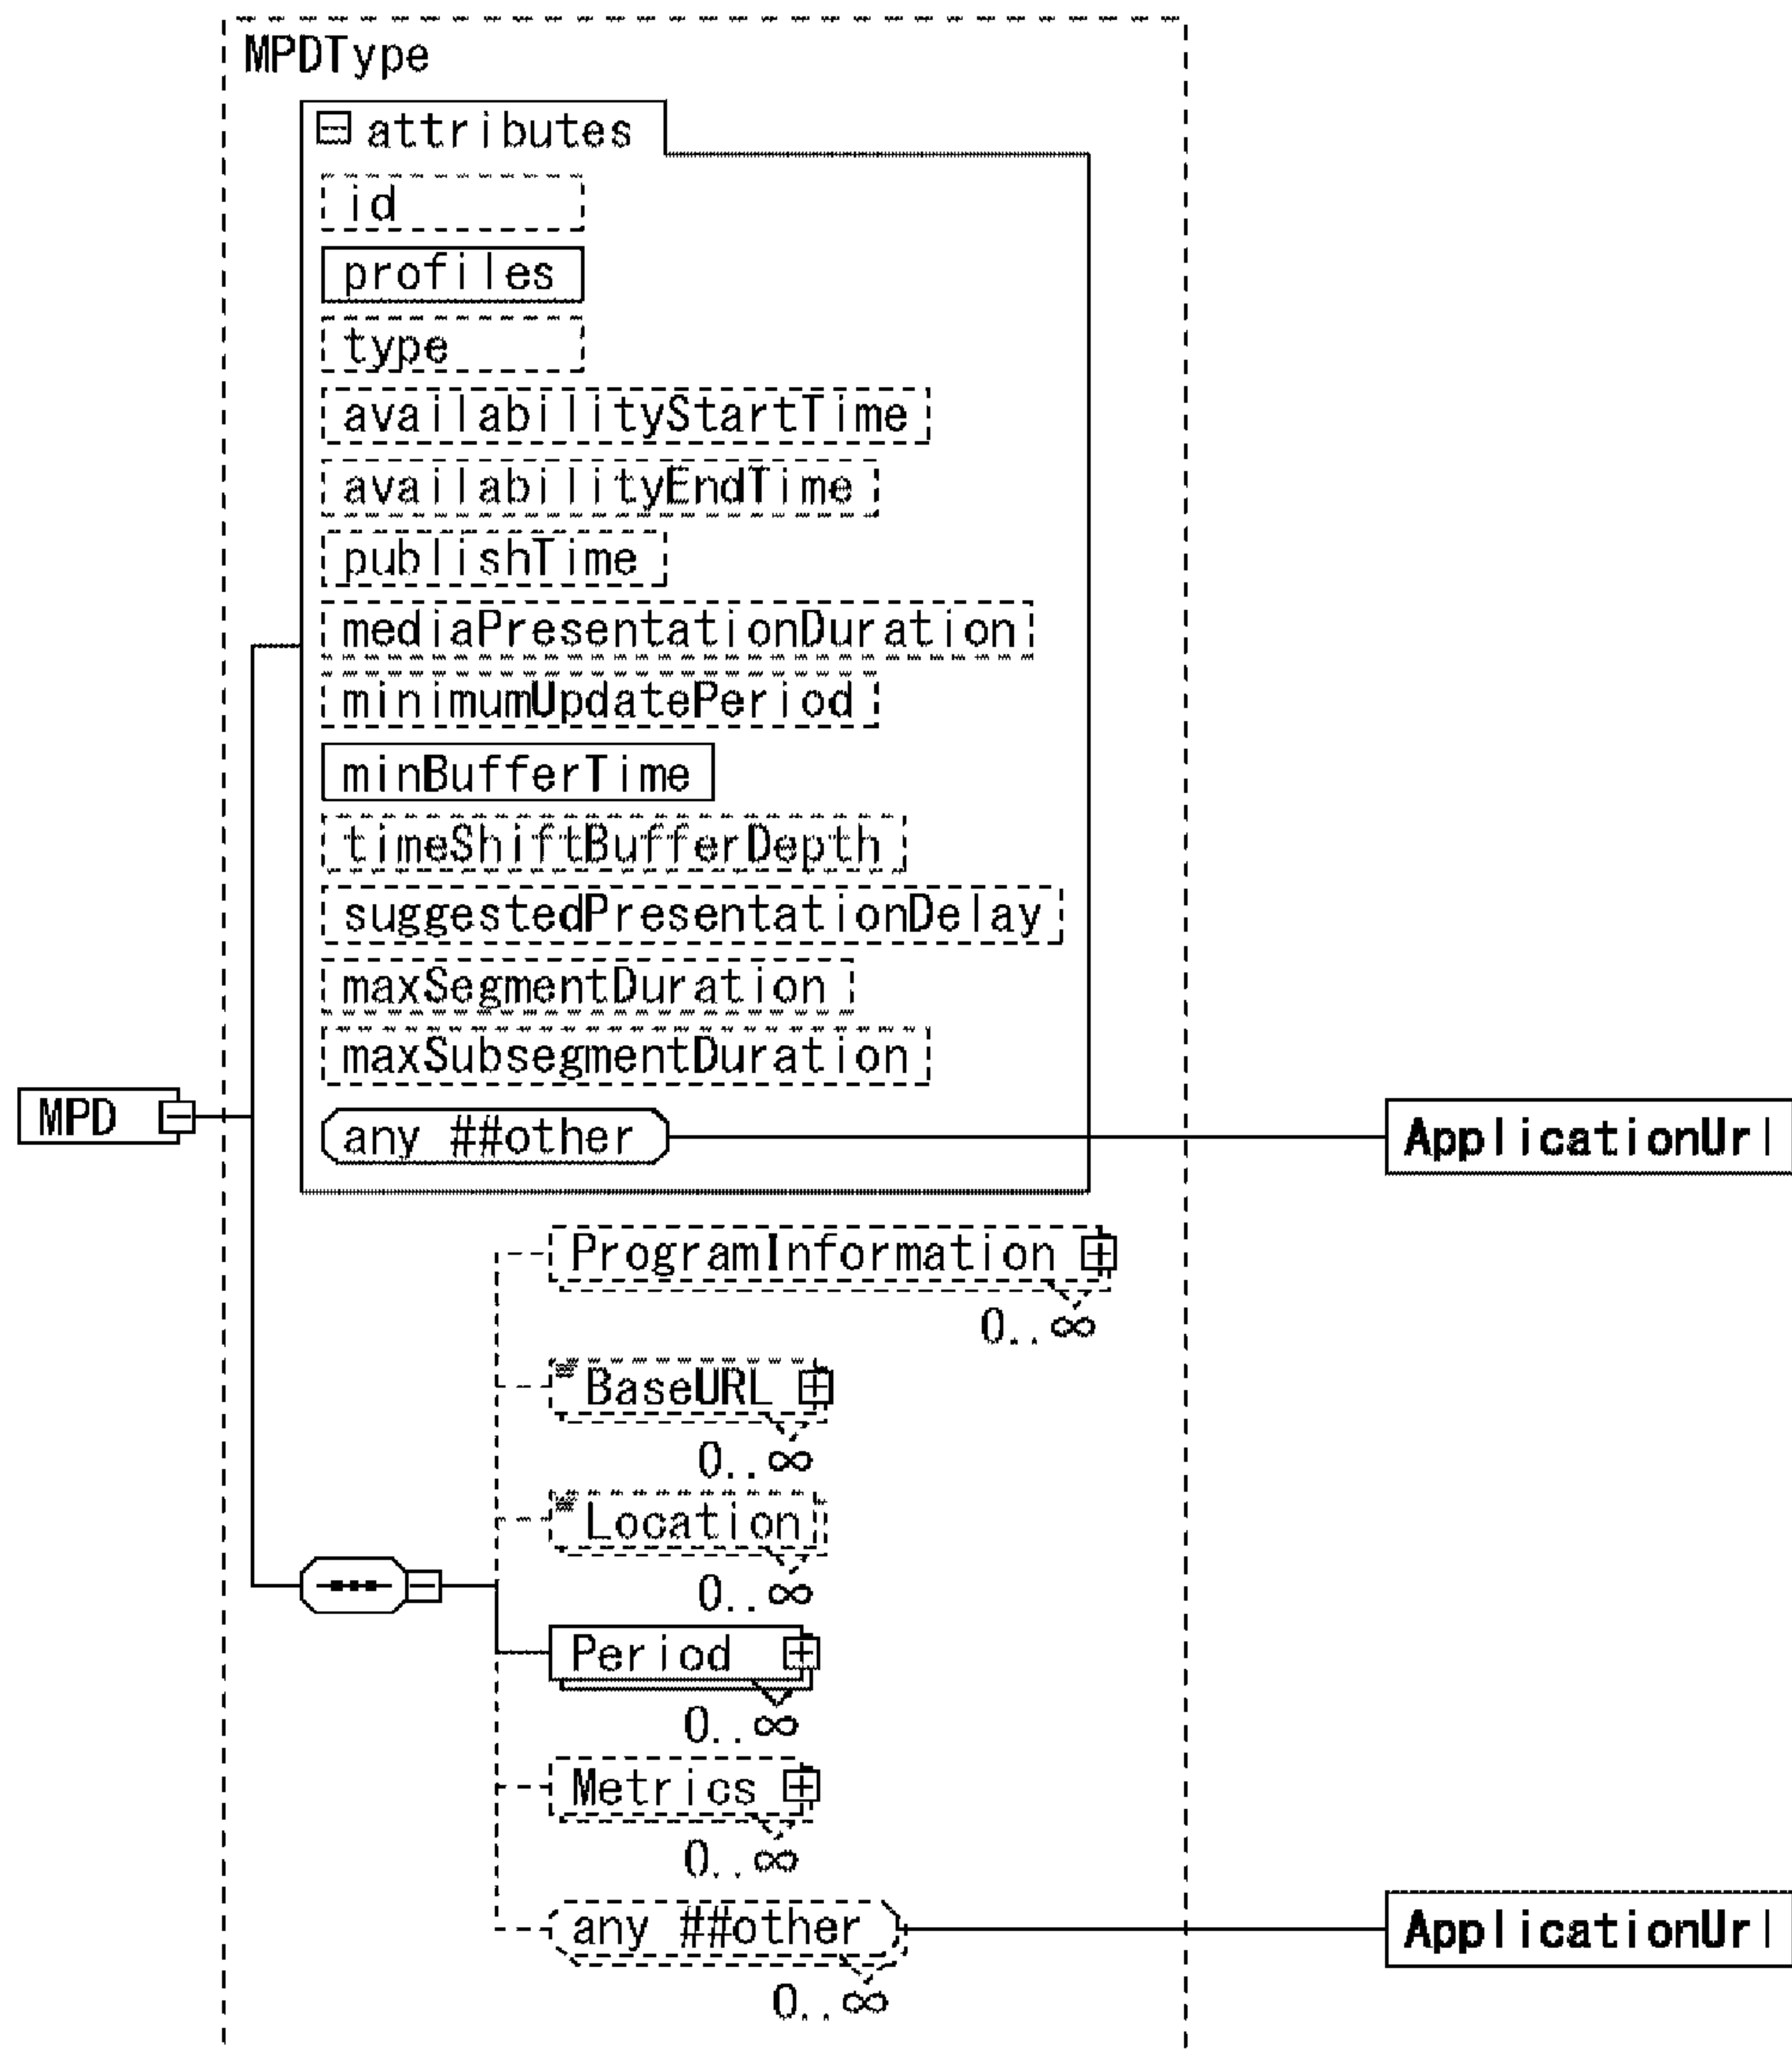 MPDType
attributes
id
profiles
type
availabilityStartTime
availabilityEndTime
publishTime
mediaPresentationDuration
minimumUpdatePeriod
minBufferTime
timeShiftBufferDepth
suggestedPresentationDelay
maxSegmentDuration
maxSubsegmentDuration
MPD
any ##other
ApplicationUrl
ProgramInformation
0..∞
BaseURL
0..∞
Location
0..∞
Period
0..∞
Metrics
0..∞
any ##other
ApplicationUrl
0..∞